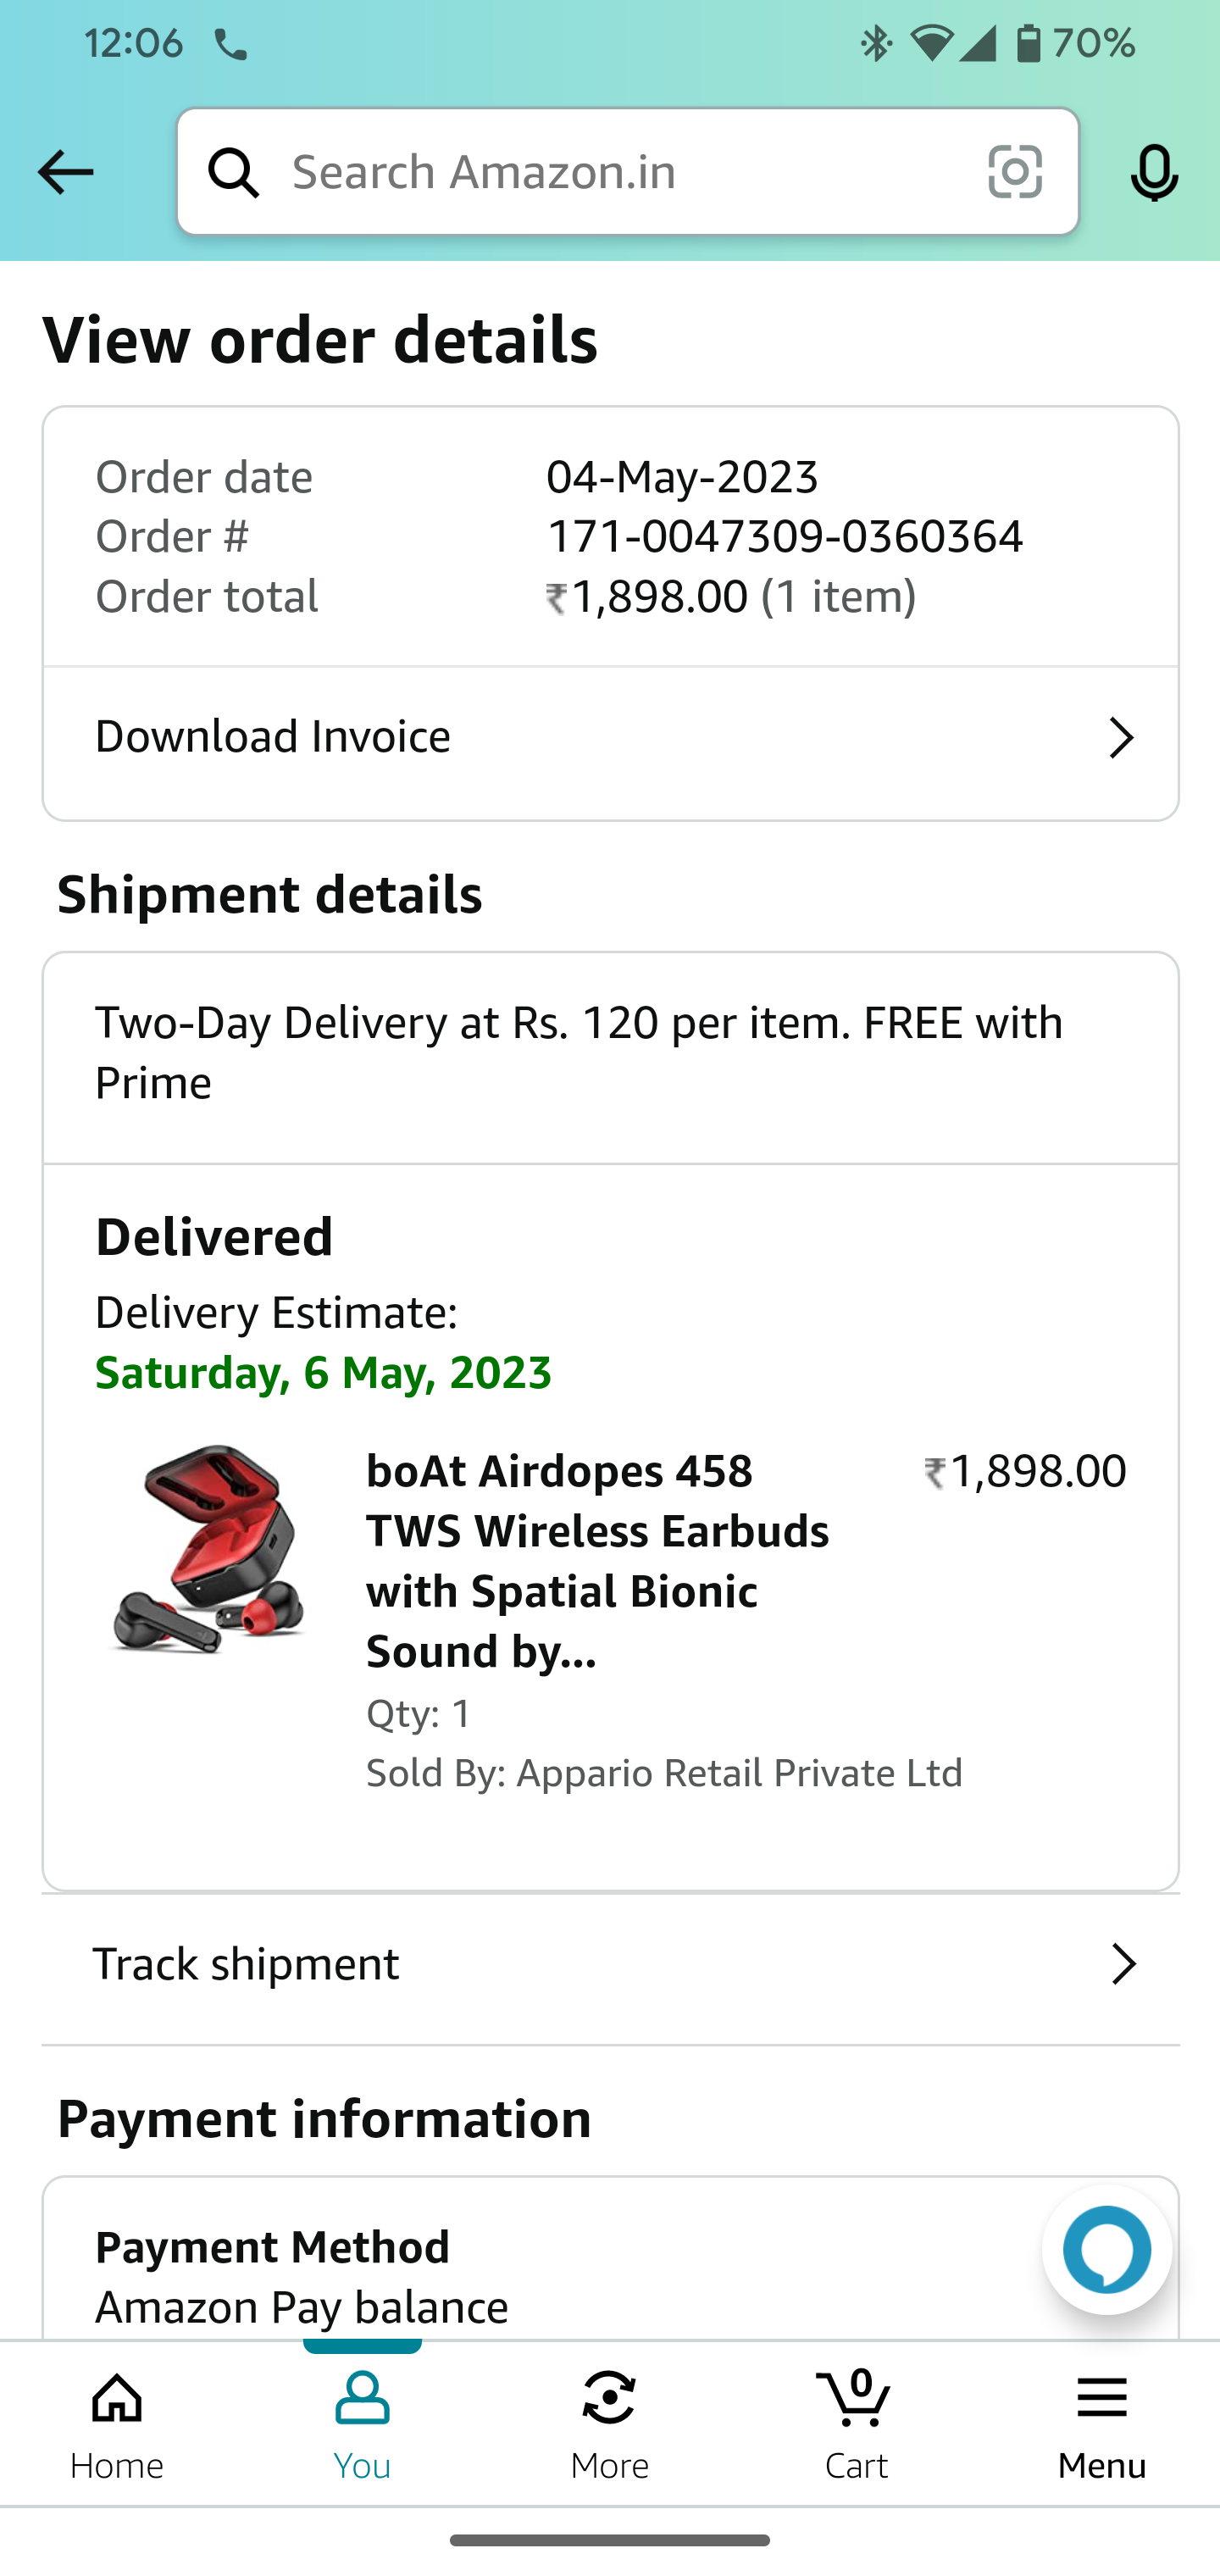 12:06
70%
Search Amazon.in
View order details
Order date 04-May-2023
Order # 171-0047309-0360364
Order total ₹1,898.00 (1 item)
Download Invoice
Shipment details
Two-Day Delivery at Rs. 120 per item. FREE with
Prime
Delivered
Delivery Estimate:
Saturday, 6 May, 2023
boAt Airdopes 458 ₹1,898.00
TWS Wireless Earbuds
with Spatial Bionic
Sound by...
Qty: 1
Sold By: Appario Retail Private Ltd
Track shipment
Payment information
Payment Method
Amazon Pay balance
0
Home You More Cart Menu